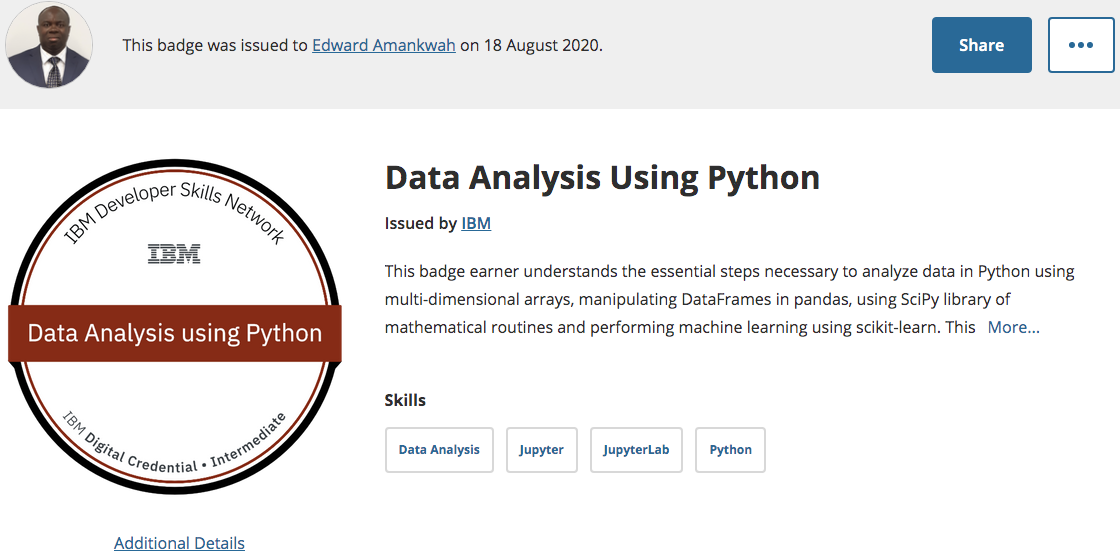 This badge was issued to Edward Amankwah on 18 August 2020.
Share
IBM Developer Skills Network
IBM
Data Analysis using Python
IBM Digital Credential • Intermediate
Additional Details
Data Analysis Using Python
Issued by IBM
This badge earner understands the essential steps necessary to analyze data in Python using
multi-dimensional arrays, manipulating DataFrames in pandas, using SciPy library of
mathematical routines and performing machine learning using scikit-learn. This More...
Skills
Data Analysis
Jupyter
JupyterLab
Python